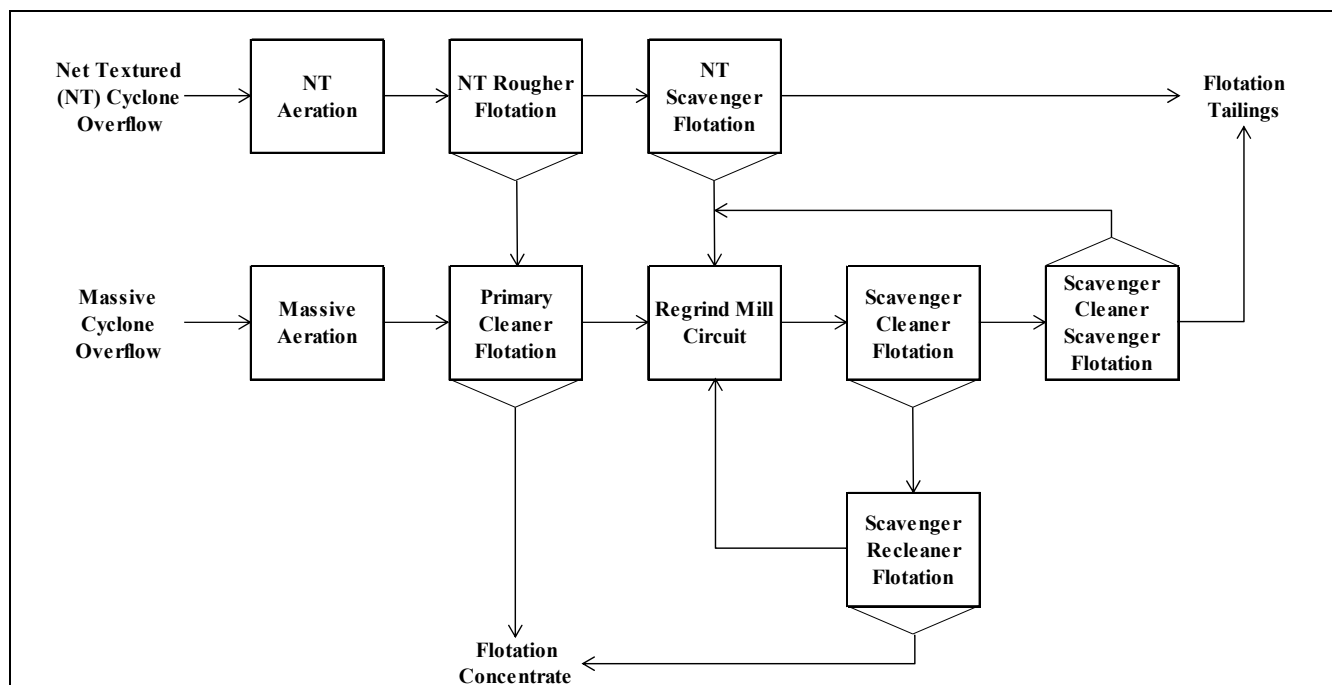 Net Textured
(NT) Cyclone
Overflow
NT
Aeration
NT Rougher
Flotation
NT
Scavenger
Flotation
Flotation
Tailings
Massive
Cyclone
Overflow
Massive
Aeration
Primary
Cleaner
Flotation
Regrind Mill
Circuit
Scavenger
Cleaner
Flotation
Scavenger
Cleaner
Scavenger
Flotation
Scavenger
Recleaner
Flotation
Flotation
Concentrate